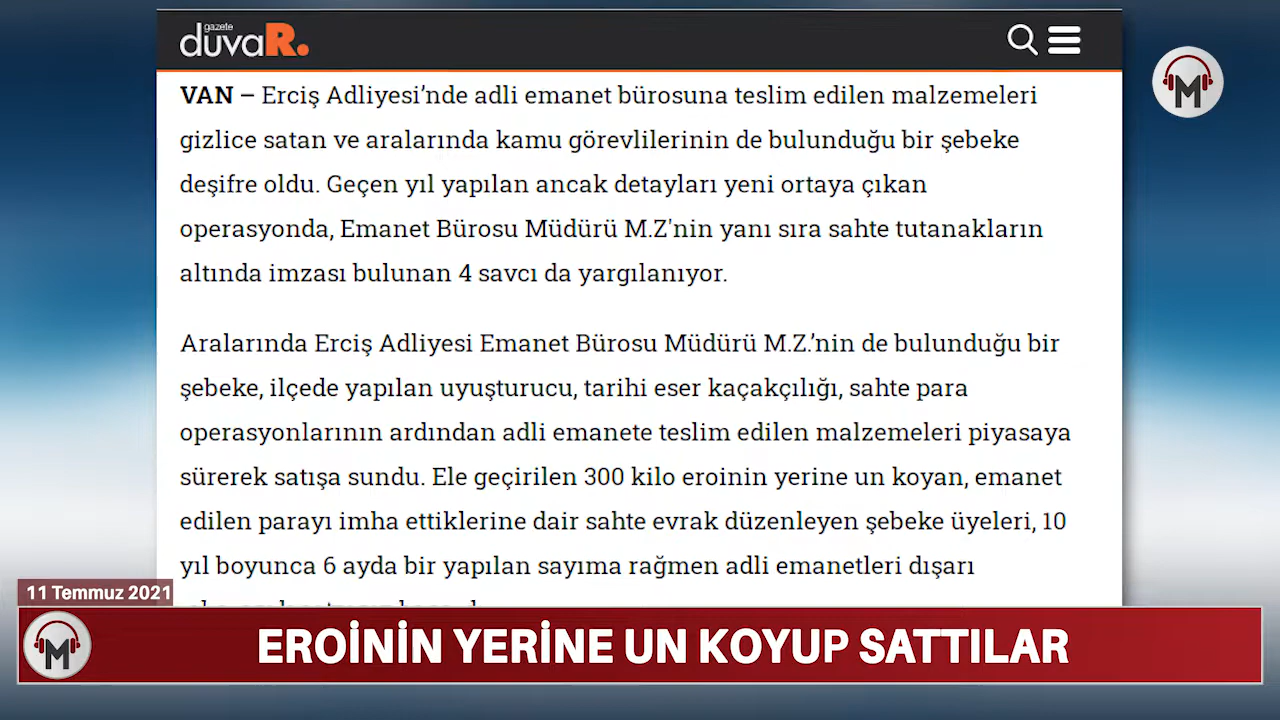 gazete
duvaR.
VAN – Erciş Adliyesi’nde adli emanet bürosuna teslim edilen malzemeleri
gizlice satan ve aralarında kamu görevlilerinin de bulunduğu bir şebeke
deşifre oldu. Geçen yıl yapılan ancak detayları yeni ortaya çıkan
operasyonda, Emanet Bürosu Müdürü M.Z'nin yanı sıra sahte tutanakların
altında imzası bulunan 4 savcı da yargılanıyor.
Aralarında Erciş Adliyesi Emanet Bürosu Müdürü M.Z.’nin de bulunduğu bir
şebeke, ilçede yapılan uyuşturucu, tarihi eser kaçakçılığı, sahte para
operasyonlarının ardından adli emanete teslim edilen malzemeleri piyasaya
sürerek satışa sundu. Ele geçirilen 300 kilo eroinin yerine un koyan, emanet
edilen parayı imha ettiklerine dair sahte evrak düzenleyen şebeke üyeleri, 10
yıl boyunca 6 ayda bir yapılan sayıma rağmen adli emanetleri dışarı
11 Temmuz 2021
M
EROİNİN YERİNE UN KOYUP SATTILAR
M